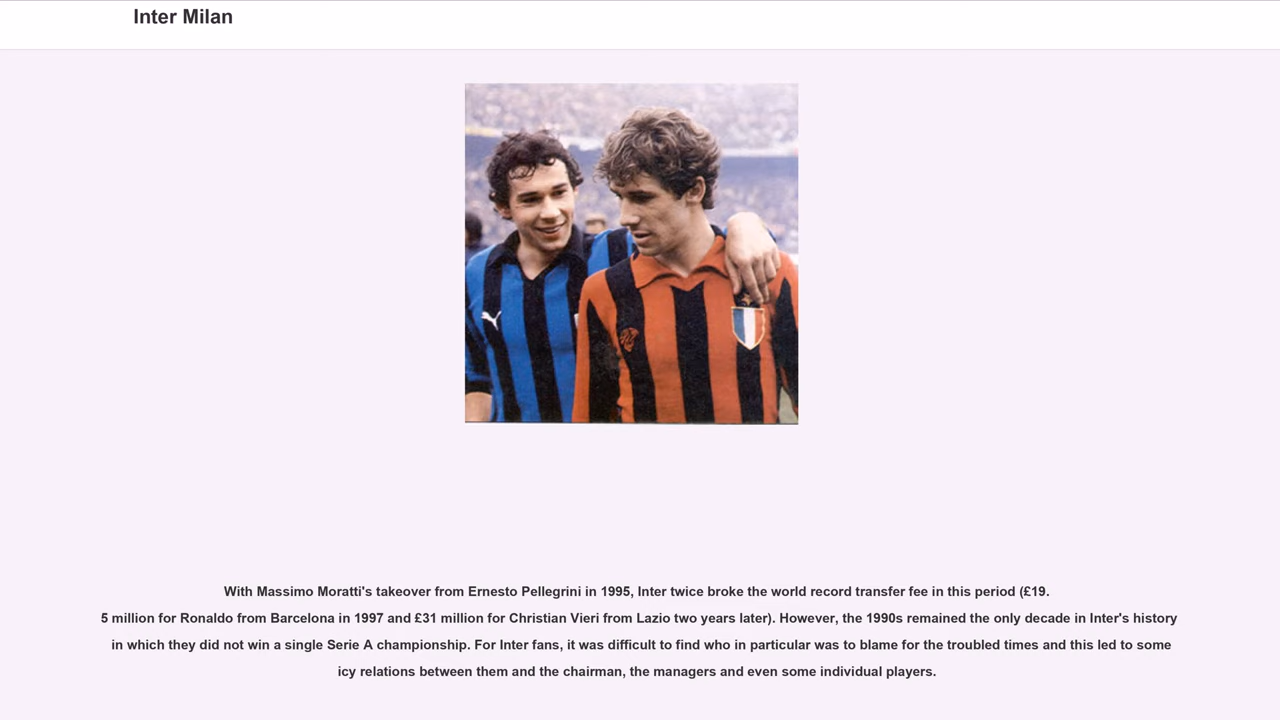 Inter Milan
With Massimo Moratti's takeover from Ernesto Pellegrini in 1995, Inter twice broke the world record transfer fee in this period (£19.
5 million for Ronaldo from Barcelona in 1997 and £31 million for Christian Vieri from Lazio two years later). However, the 1990s remained the only decade in Inter's history
in which they did not win a single Serie A championship. For Inter fans, it was difficult to find who in particular was to blame for the troubled times and this led to some
icy relations between them and the chairman, the managers and even some individual players.